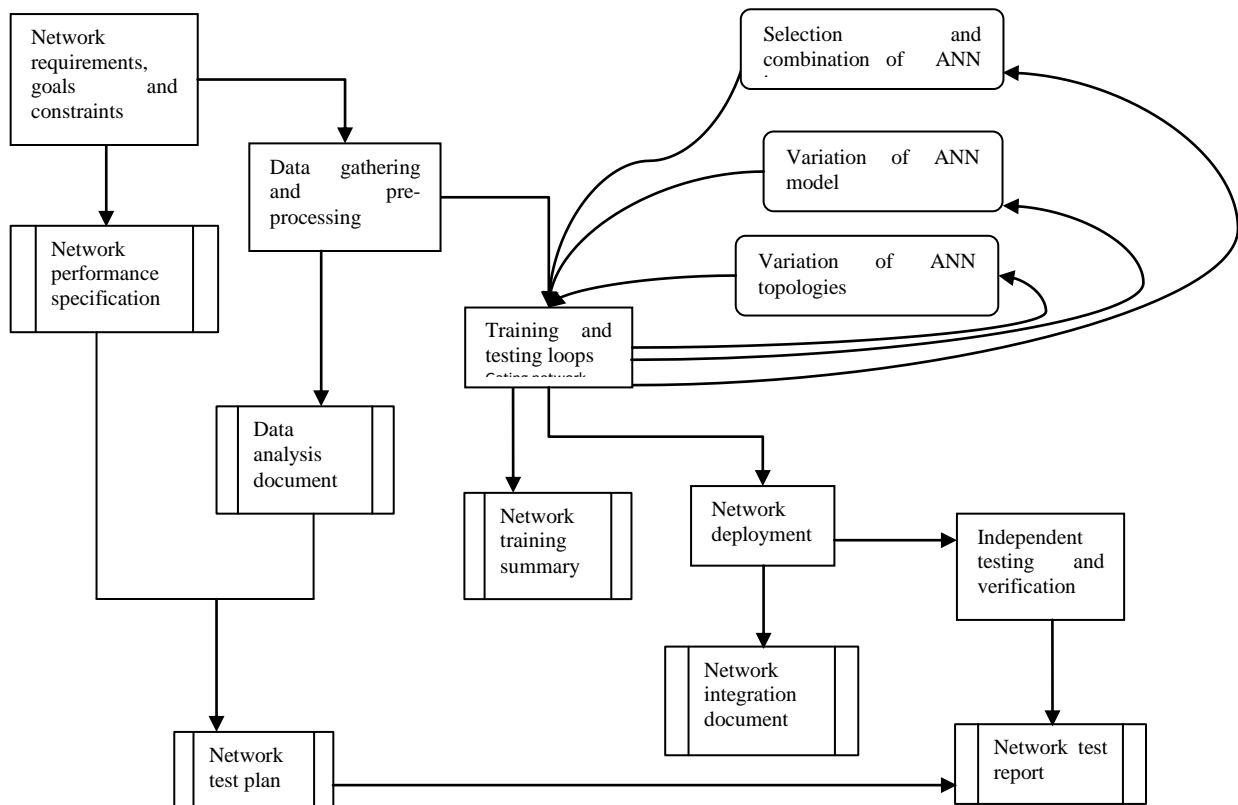 Network
requirements,
goals and
constraints
Selection and
combination of ANN
Data gathering
and pre-
processing
Variation of ANN
model
Network
performance
specification
Variation of ANN
topologies
Training and
testing loops
Gating network
Data
analysis
document
Network
training
summary
Network
deployment
Independent
testing and
verification
Network
integration
document
Network
test plan
Network test
report